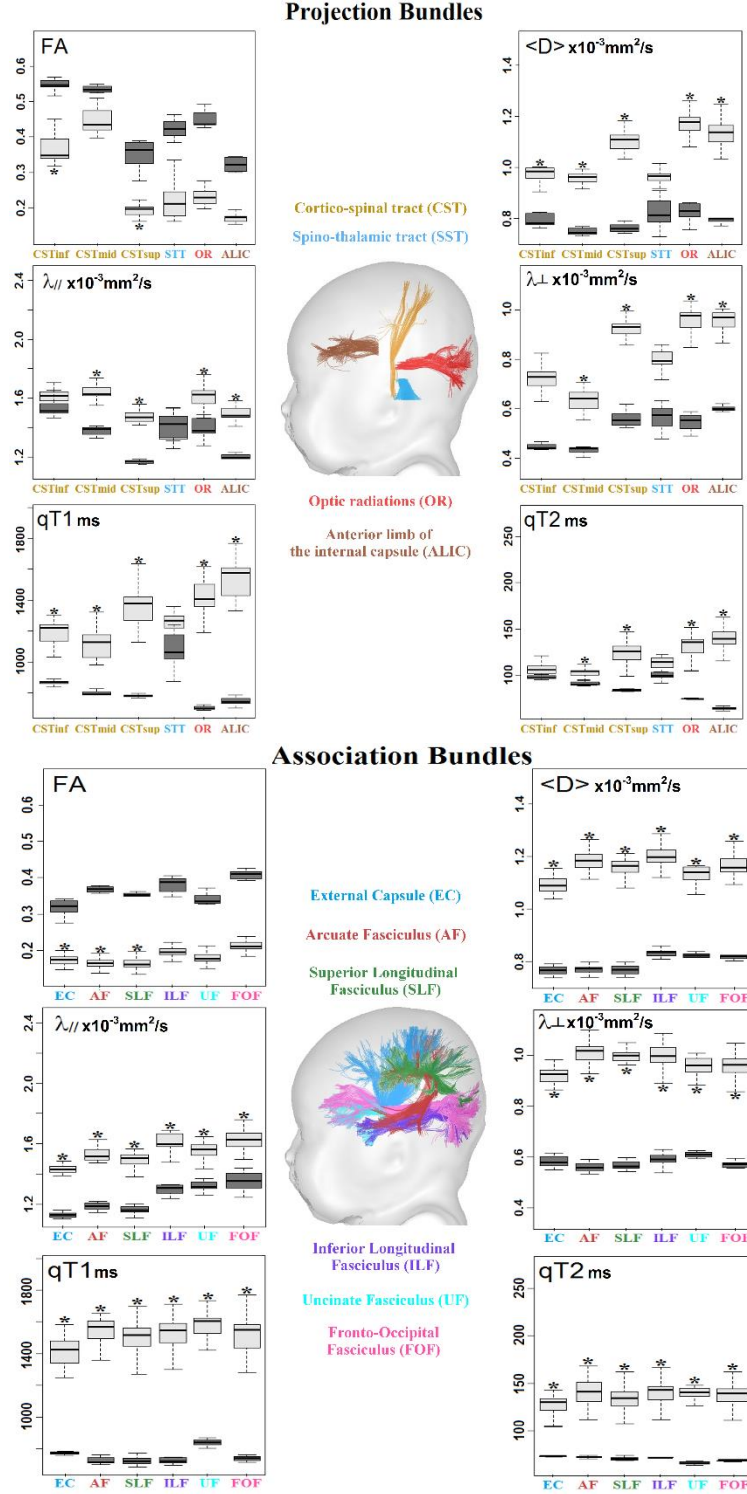 Projection Bundles
FA
0.6
0.5
0.4
0.3
0.2
*
*
CSTinf CSTmid CSTsup STT OR ALIC
<D> x10-³mm²/s
1.4
1.2
1.0
0.8
* * * * *
CSTinf CSTmid CSTsup STT OR ALIC
Cortico-spinal tract (CST)
Spino-thalamic tract (SST)
λ// x10-³mm²/s
2.4
2.0
1.6
1.2
* * * *
CSTinf CSTmid CSTsup STT OR ALIC
λ⊥ x10-³mm²/s
1.0
0.8
0.6
0.4
* * * *
CSTinf CSTmid CSTsup STT OR ALIC
Optic radiations (OR)
Anterior limb of
the internal capsule (ALIC)
qT1 ms
1800
1400
1000
* * * * *
CSTinf CSTmid CSTsup STT OR ALIC
qT2 ms
250
200
150
100
* * * *
CSTinf CSTmid CSTsup STT OR ALIC
Association Bundles
FA
0.6
0.5
0.4
0.3
0.2
* * *
EC AF SLF ILF UF FOF
<D> x10-³mm²/s
1.4
1.2
1.0
0.8
* * * * * *
EC AF SLF ILF UF FOF
External Capsule (EC)
Arcuate Fasciculus (AF)
Superior Longitudinal
Fasciculus (SLF)
λ// x10-³mm²/s
2.4
2.0
1.6
1.2
* * * * * *
EC AF SLF ILF UF FOF
λ⊥x10-³mm²/s
1.0
0.8
0.6
0.4
* * * * * *
EC AF SLF ILF UF FOF
Inferior Longitudinal
Fasciculus (ILF)
Uncinate Fasciculus (UF)
Fronto-Occipital
Fasciculus (FOF)
qT1 ms
1800
1400
1000
* * * * * *
EC AF SLF ILF UF FOF
qT2 ms
250
200
150
100
* * * * * *
EC AF SLF ILF UF FOF